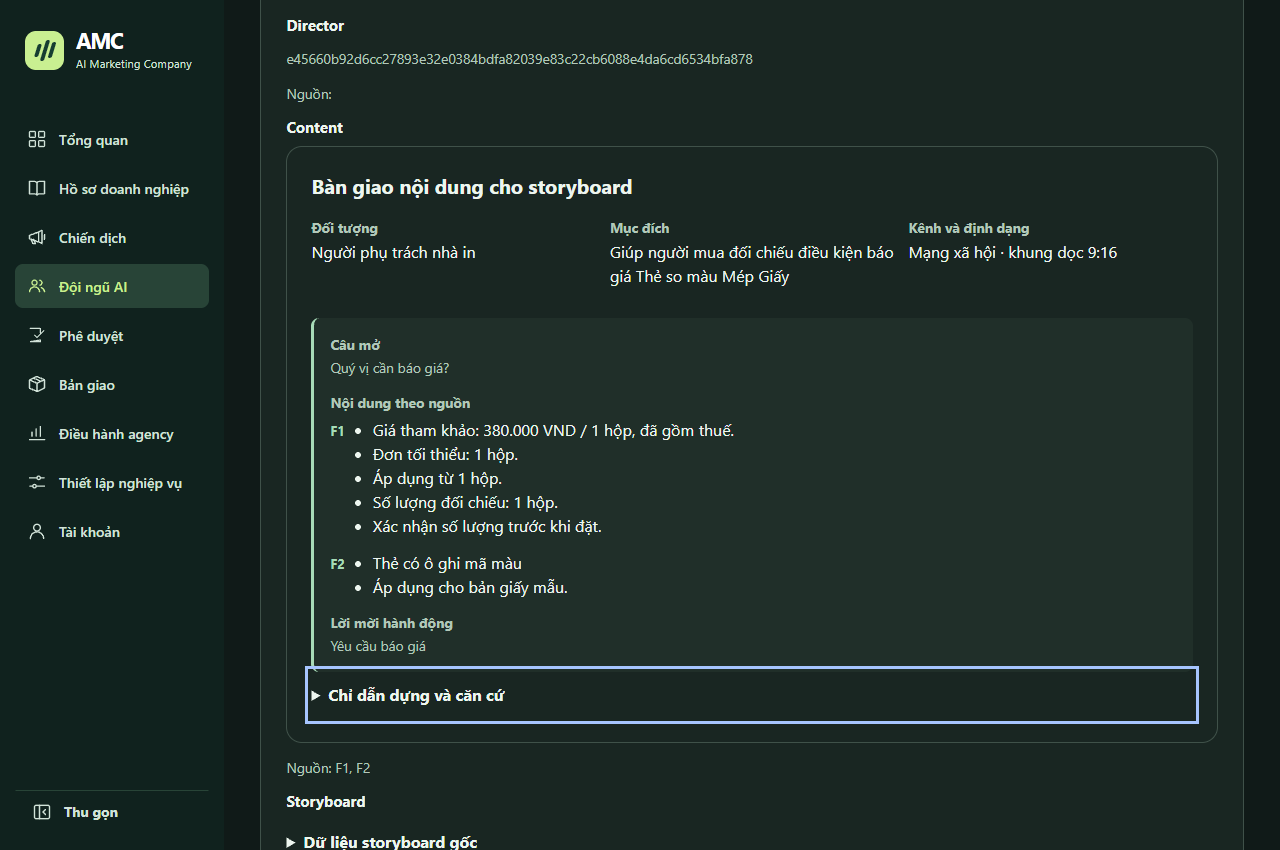 AMC
AI Marketing Company
Tổng quan
Hồ sơ doanh nghiệp
Chiến dịch
Đội ngũ AI
Phê duyệt
Bản giao
Điều hành agency
Thiết lập nghiệp vụ
Tài khoản
Thu gọn
Director
e45660b92d6cc27893e32e0384bdfa82039e83c22cb6088e4da6cd6534bfa878
Nguồn:
Content
Bàn giao nội dung cho storyboard
Đối tượng
Người phụ trách nhà in
Mục đích
Giúp người mua đối chiếu điều kiện báo
giá Thẻ so màu Mép Giấy
Kênh và định dạng
Mạng xã hội · khung dọc 9:16
Câu mở
Quý vị cần báo giá?
Nội dung theo nguồn
F1 • Giá tham khảo: 380.000 VND / 1 hộp, đã gồm thuế.
• Đơn tối thiểu: 1 hộp.
• Áp dụng từ 1 hộp.
• Số lượng đối chiếu: 1 hộp.
• Xác nhận số lượng trước khi đặt.
F2 • Thẻ có ô ghi mã màu
• Áp dụng cho bản giấy mẫu.
Lời mời hành động
Yêu cầu báo giá
Chỉ dẫn dựng và căn cứ
Nguồn: F1, F2
Storyboard
Dữ liệu storyboard gốc